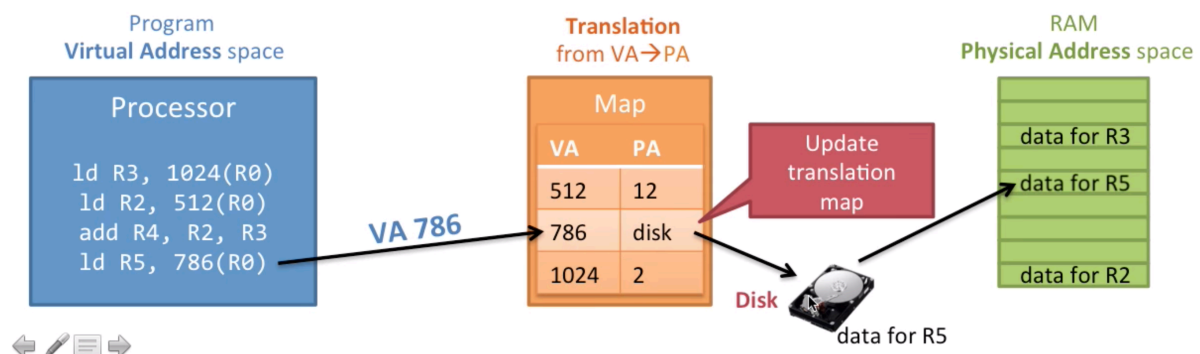 Program
Virtual Address space
Processor
ld R3, 1024(R0)
ld R2, 512(R0)
add R4, R2, R3
ld R5, 786(R0)
VA 786
Translation
from VA→PA
Map
VA PA
512 12
786 disk
1024 2
Update
translation
map
Disk
data for R5
RAM
Physical Address space
data for R3
data for R5
data for R2